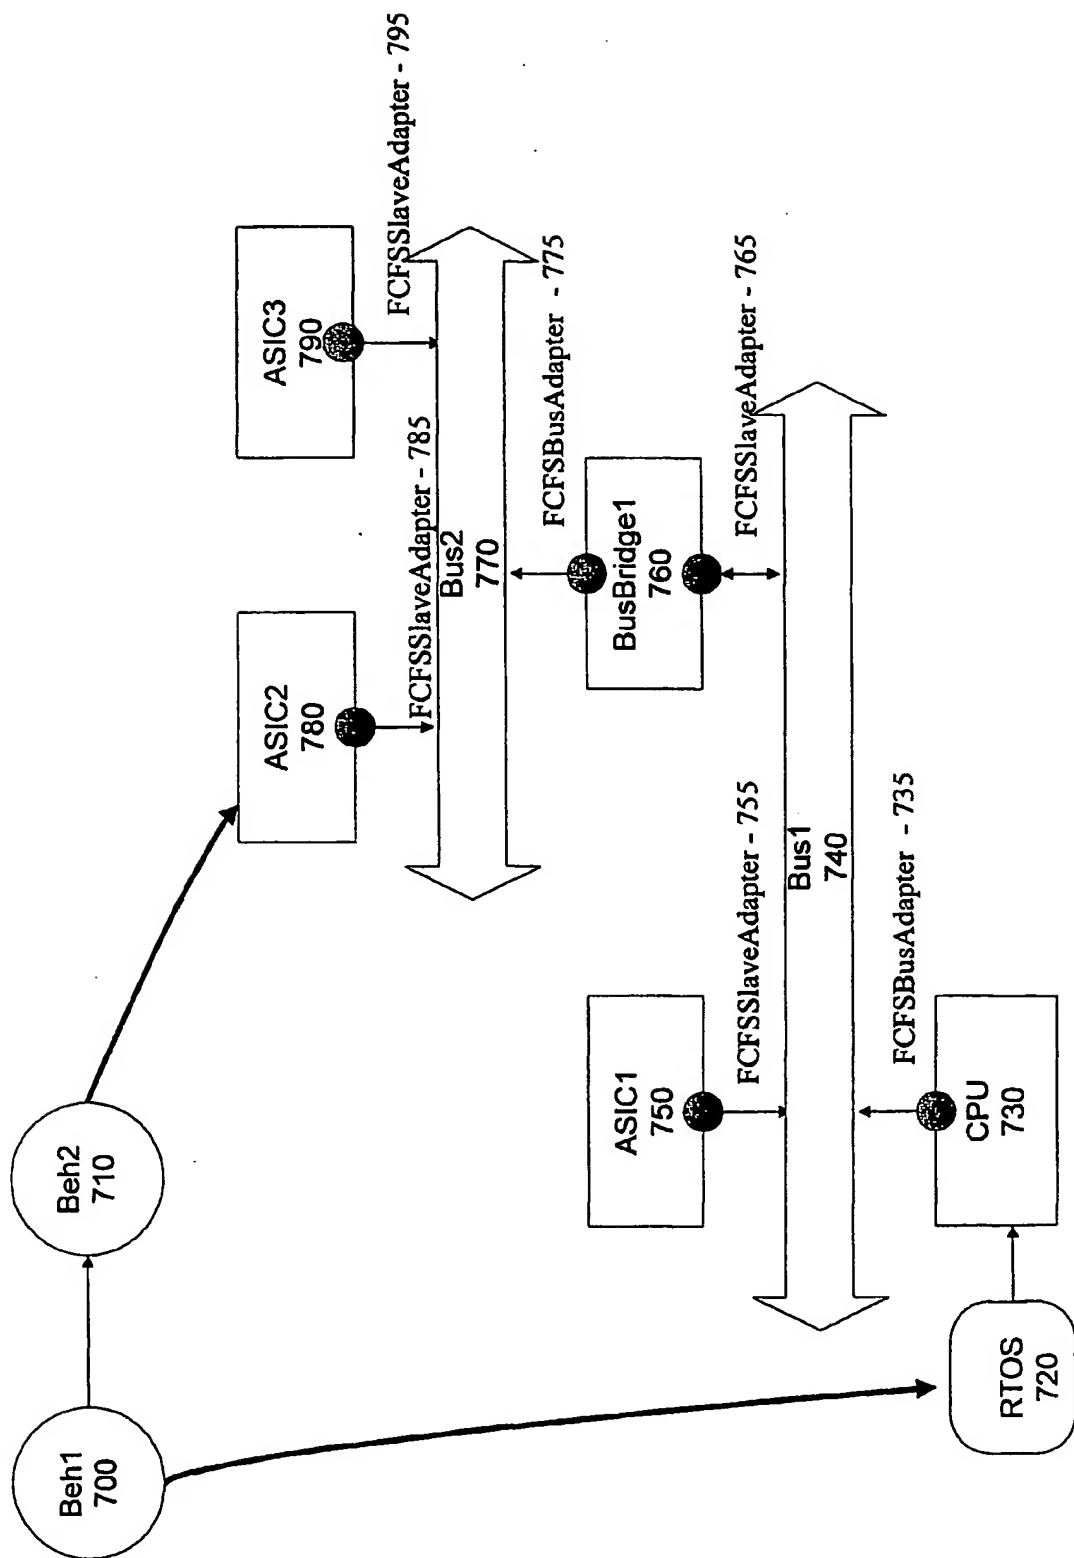 Beh1
700
Beh2
710
ASIC2
780
ASIC3
790
FCFSSlaveAdapter - 785
FCFSSlaveAdapter - 795
Bus2
770
FCFSBusAdapter - 775
ASIC1
750
BusBridge1
760
FCFSSlaveAdapter - 755
FCFSSlaveAdapter - 765
Bus1
740
FCFSBusAdapter - 735
RTOS
720
CPU
730